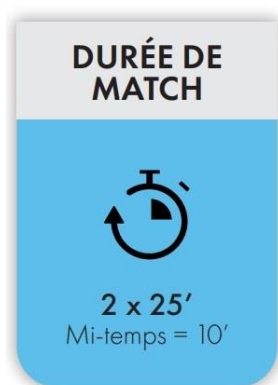 DURÉE DE
MATCH
2 x 25’
Mi-temps = 10’